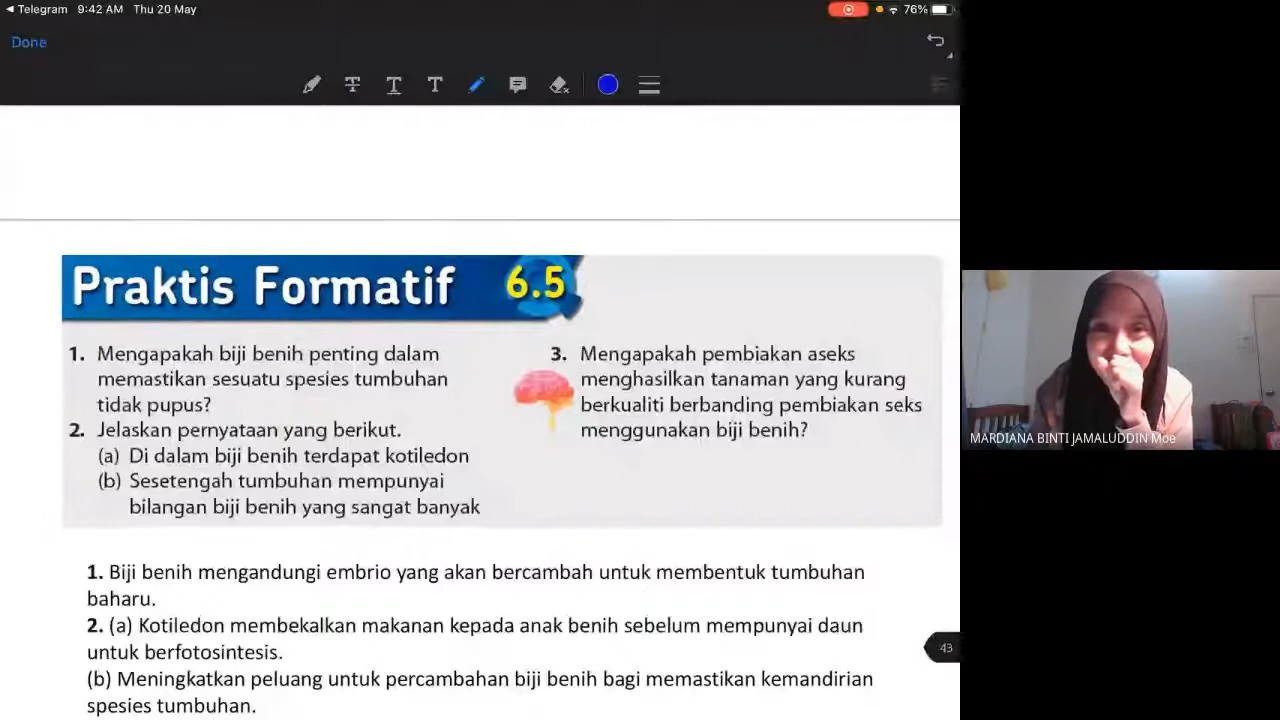 Telegram 9:42 AM Thu 20 May
76%
Done
T T T
Praktis Formatif 6.5
1. Mengapakah biji benih penting dalam
memastikan sesuatu spesies tumbuhan
tidak pupus?
2. Jelaskan pernyataan yang berikut.
(a) Di dalam biji benih terdapat kotiledon
(b) Sesetengah tumbuhan mempunyai
bilangan biji benih yang sangat banyak
3. Mengapakah pembiakan aseks
menghasilkan tanaman yang kurang
berkualiti berbanding pembiakan seks
menggunakan biji benih?
1. Biji benih mengandungi embrio yang akan bercambah untuk membentuk tumbuhan
baharu.
2. (a) Kotiledon membekalkan makanan kepada anak benih sebelum mempunyai daun
untuk berfotosintesis.
(b) Meningkatkan peluang untuk percambahan biji benih bagi memastikan kemandirian
spesies tumbuhan.
43
MARDIANA BINTI JAMALUDDIN Moe